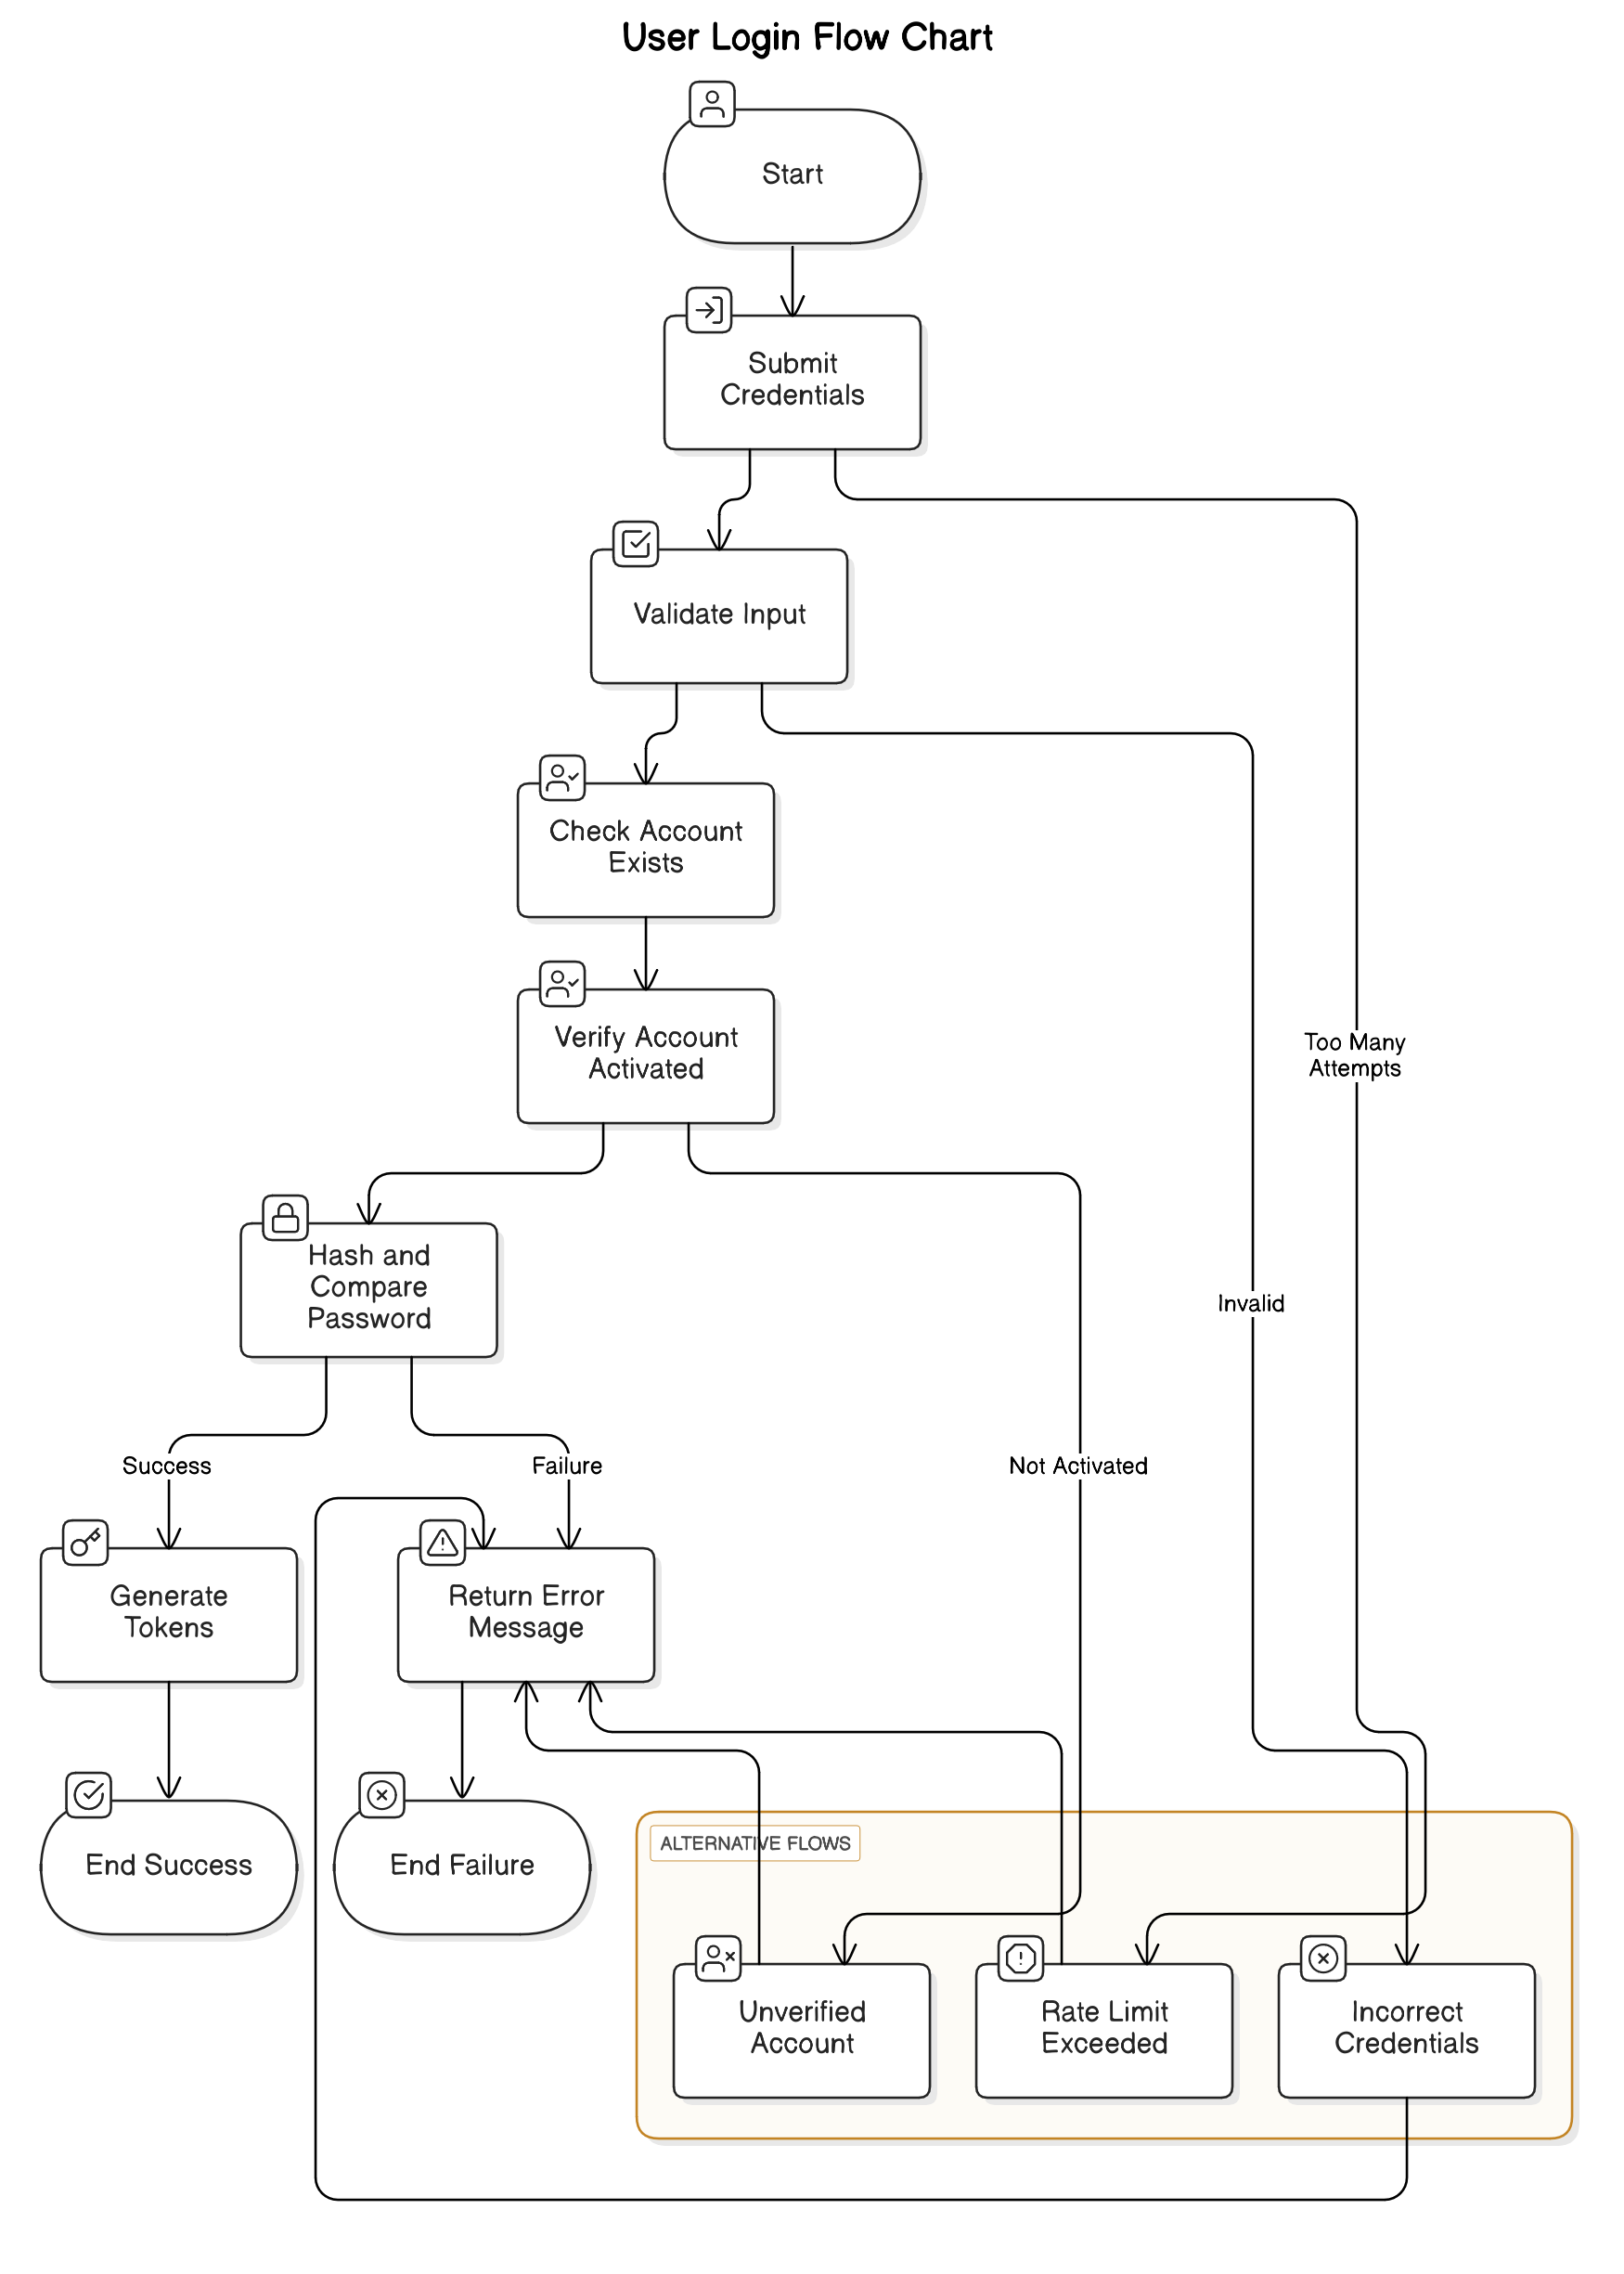 User Login Flow Chart
Start
Submit
Credentials
Validate Input
Check Account
Exists
Verify Account
Activated
Too Many
Attempts
Hash and
Compare
Password
Invalid
Success
Failure
Not Activated
Generate
Tokens
Return Error
Message
End Success
End Failure
ALTERNATIVE FLOWS
Unverified
Account
Rate Limit
Exceeded
Incorrect
Credentials